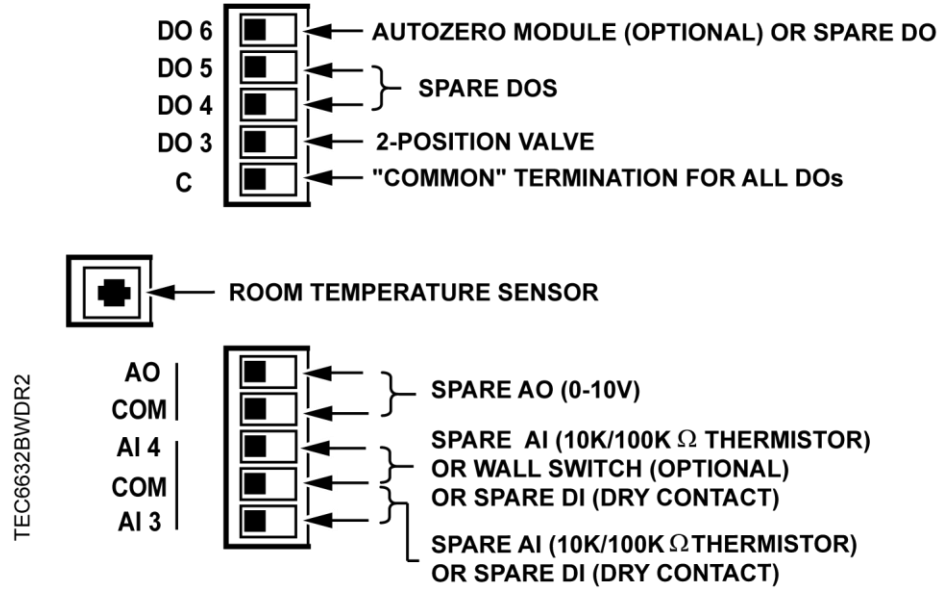 DO 6 AUTOZERO MODULE (OPTIONAL) OR SPARE DO
DO 5
SPARE DOS
DO 4
DO 3 2-POSITION VALVE
C "COMMON" TERMINATION FOR ALL DOs
ROOM TEMPERATURE SENSOR
AO
SPARE AO (0-10V)
COM
AI 4 SPARE AI (10K/100K Ω THERMISTOR)
OR WALL SWITCH (OPTIONAL)
COM OR SPARE DI (DRY CONTACT)
AI 3
SPARE AI (10K/100K Ω THERMISTOR)
OR SPARE DI (DRY CONTACT)
TEC6632BWDR2